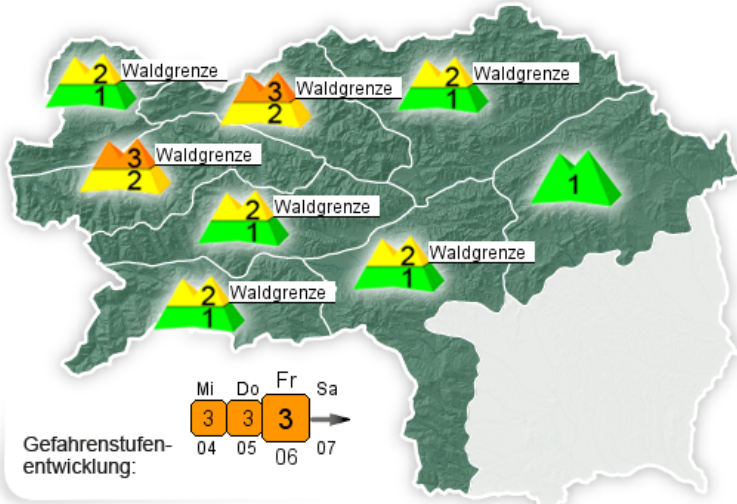 2 Waldgrenze
1
3 Waldgrenze
2
2 Waldgrenze
1
3 Waldgrenze
2
1
2 Waldgrenze
1
2 Waldgrenze
1
2 Waldgrenze
1
Mi Do Fr Sa
3 3 3
04 05 06 07
Gefahrenstufen-
entwicklung: